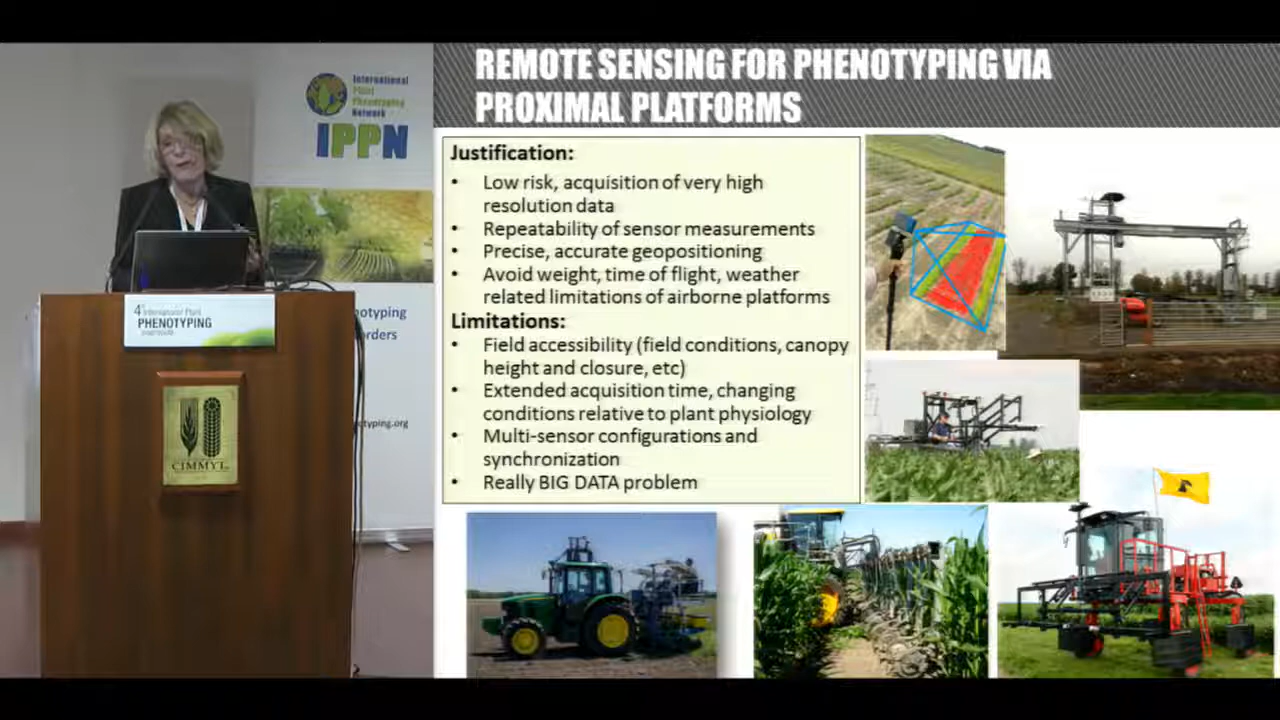 REMOTE SENSING FOR PHENOTYPING VIA
PROXIMAL PLATFORMS
Justification:
• Low risk, acquisition of very high
resolution data
• Repeatability of sensor measurements
• Precise, accurate geopositioning
• Avoid weight, time of flight, weather
related limitations of airborne platforms
Limitations:
• Field accessibility (field conditions, canopy
height and closure, etc)
• Extended acquisition time, changing
conditions relative to plant physiology
• Multi-sensor configurations and
synchronization
• Really BIG DATA problem
International
Plant
Phenotyping
Network
IPPN
4th International Plant
PHENOTYPING
CIMMYT
notyping
rders
otyping.org